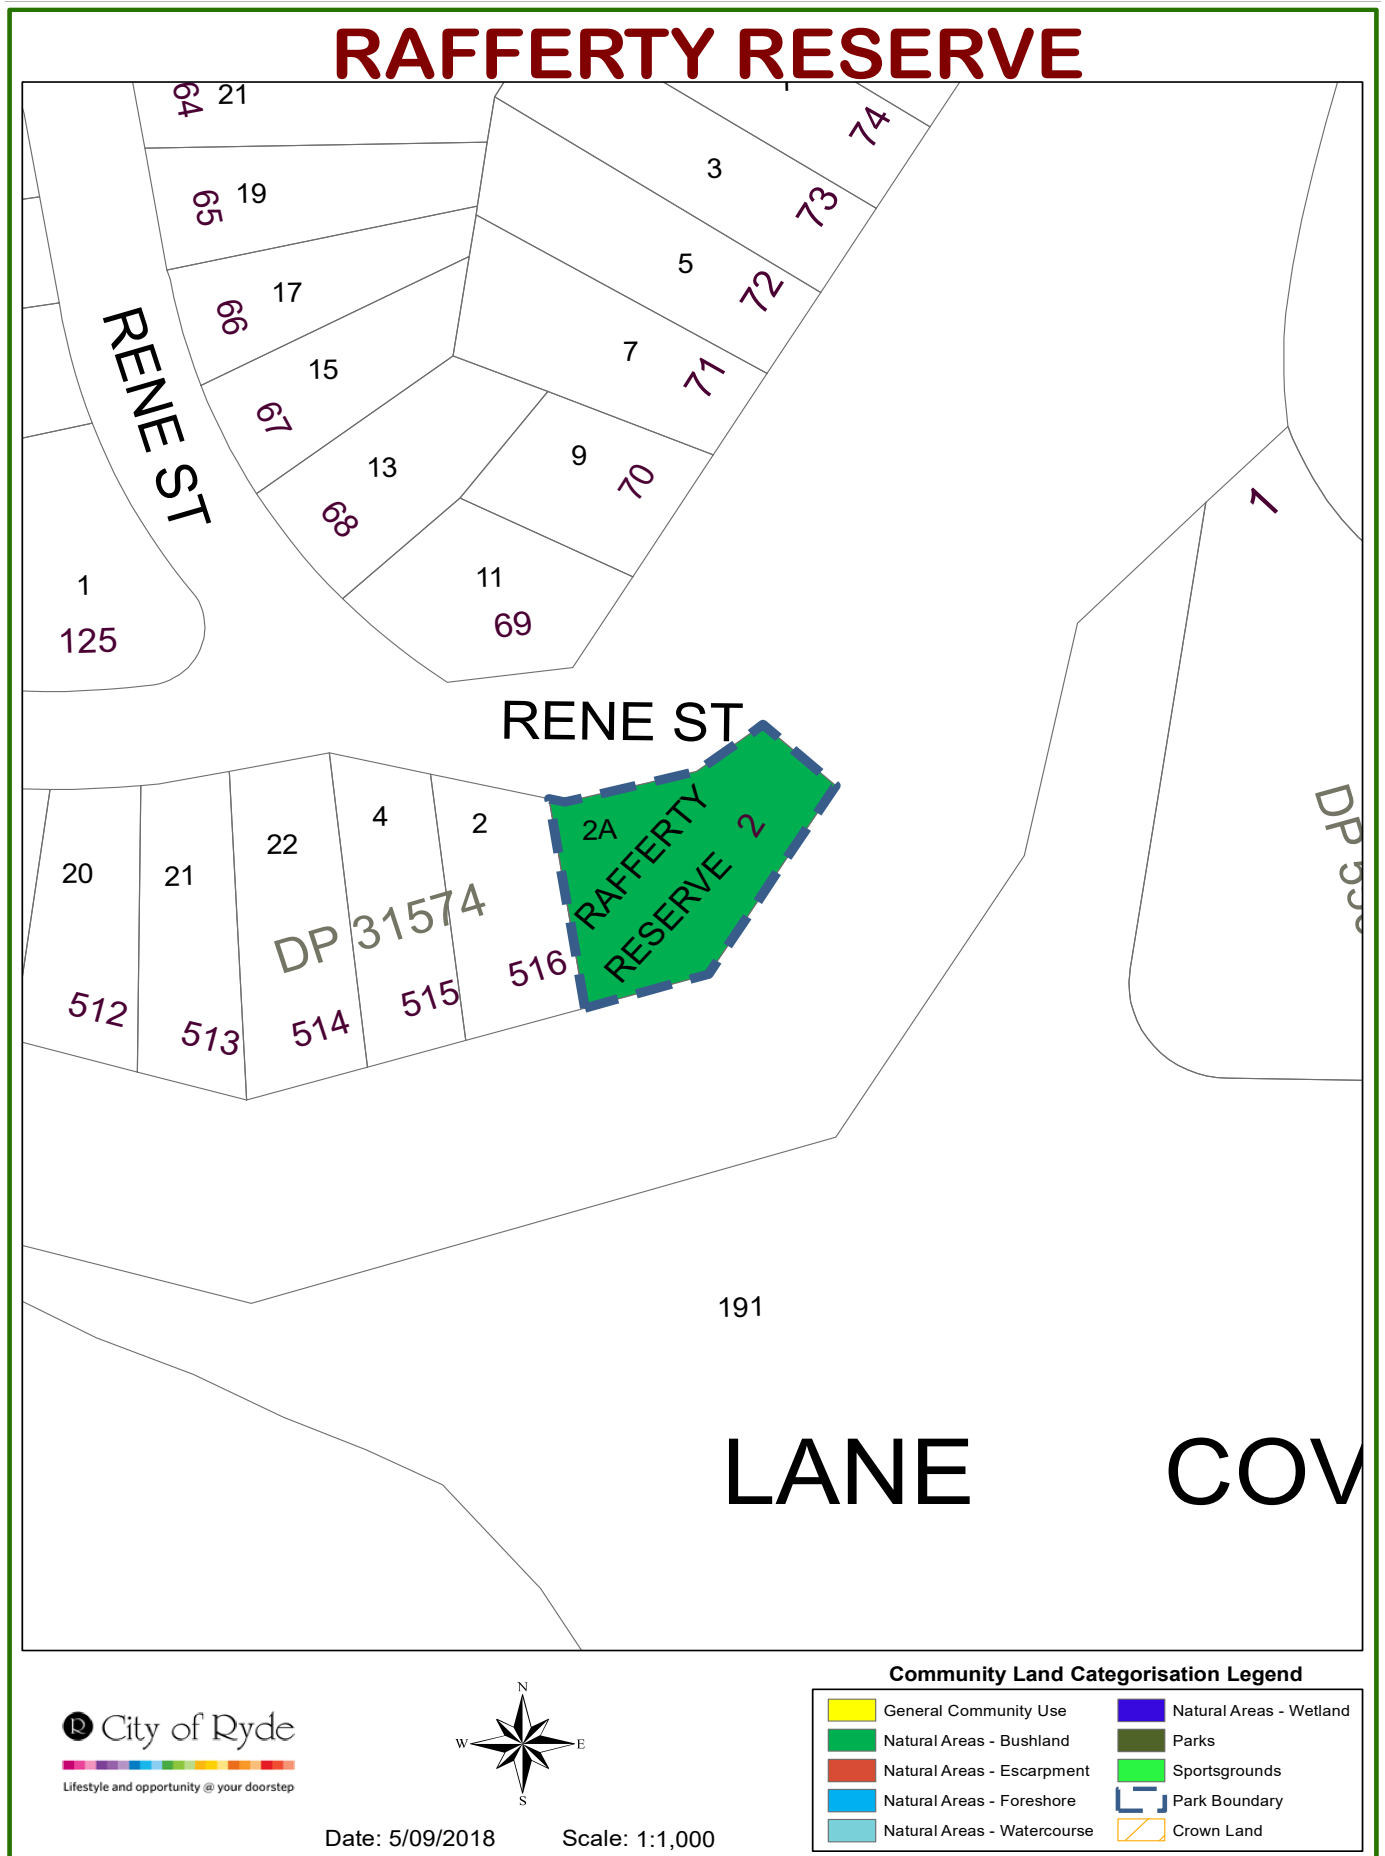 RAFFERTY RESERVE
64
21
74
3
73
65
19
5
72
66
17
7
71
RENE ST
15
67
13
9
70
68
1
11
1
69
125
RENE ST
DP 55
2A
RAFFERTY
2
RESERVE
4
2
22
20
21
DP 31574
516
515
512
514
513
191
LANE COV
Community Land Categorisation Legend
General Community Use
Natural Areas - Bushland
Natural Areas - Escarpment
Natural Areas - Foreshore
Natural Areas - Watercourse
Natural Areas - Wetland
Parks
Sportsgrounds
Park Boundary
Crown Land
R City of Ryde
Lifestyle and opportunity @ your doorstep
N
W E
S
Date: 5/09/2018 Scale: 1:1,000